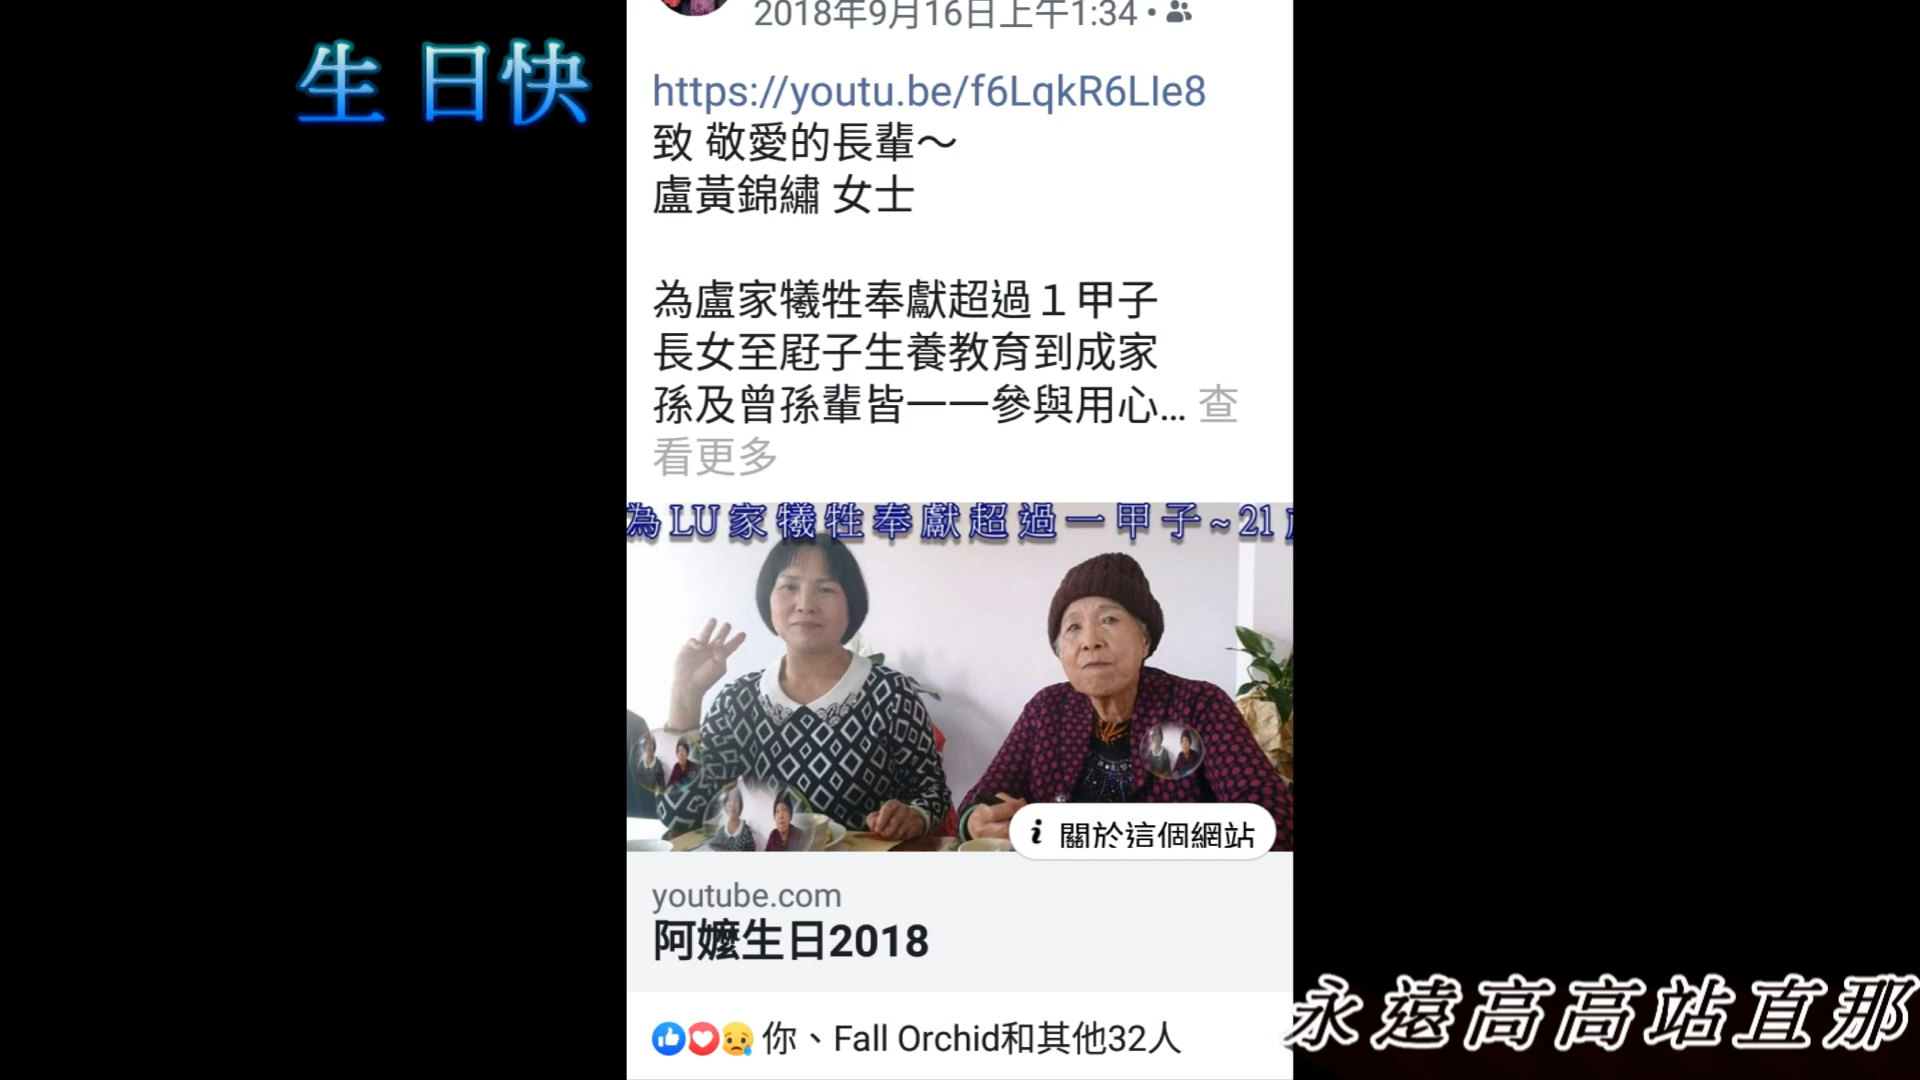 生 日快
2018年9月16日上午1:34
https://youtu.be/f6LqkR6LIe8
致 敬愛的長輩～
盧黃錦繡 女士
為盧家犧牲奉獻超過１甲子
長女至屘子生養教育到成家
孫及曾孫輩皆一一參與用心... 查
看更多
為LU家犧牲奉獻超過一甲子~21
關於這個網站
youtube.com
阿嬤生日2018
你、Fall Orchid和其他32人
永遠高高站直那